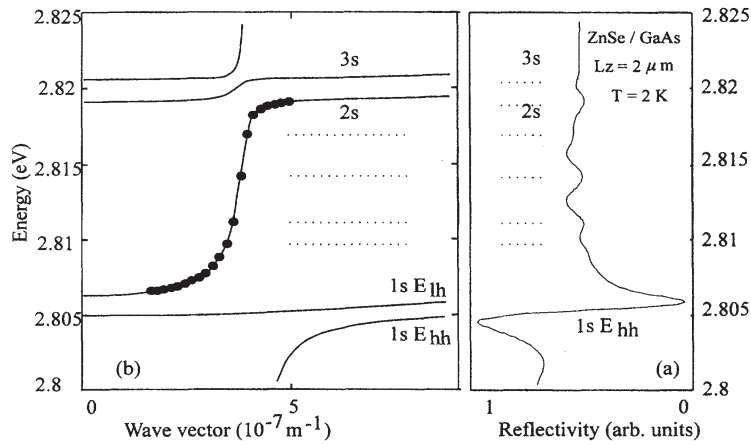 2.825
2.82
2.815
2.81
2.805
2.8
Energy (eV)
3s
2s
1s E lh
1s E hh
(b)
0
5
Wave vector (10-7 m-1)
ZnSe / GaAs
Lz = 2 μm
T = 2 K
3s
2s
1s E hh
(a)
1
0
Reflectivity (arb. units)
2.825
2.82
2.815
2.81
2.805
2.8